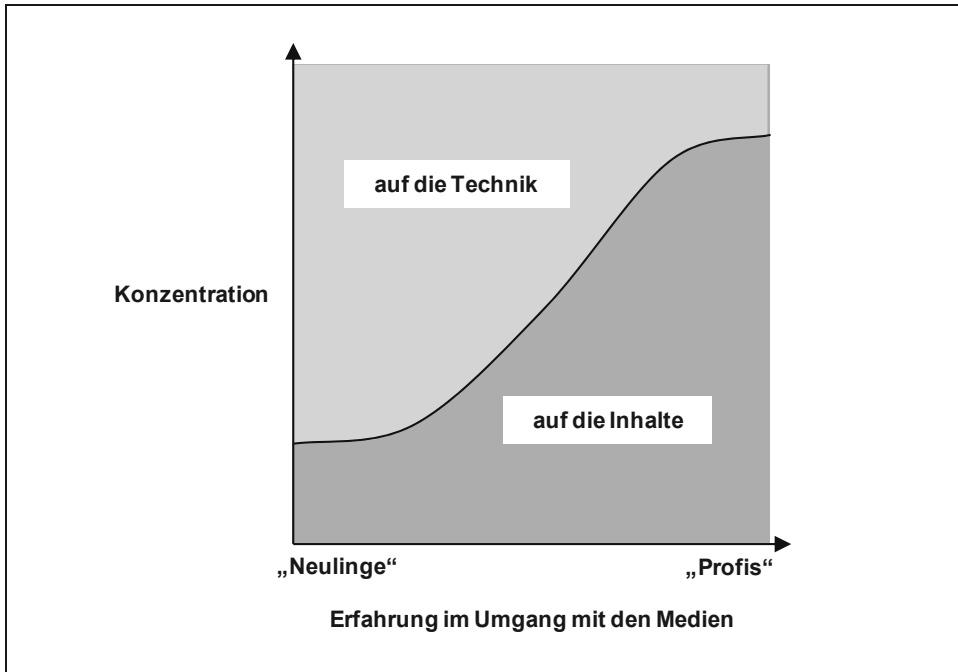 auf die Technik
Konzentration
auf die Inhalte
„Neulinge“
„Profis“
Erfahrung im Umgang mit den Medien